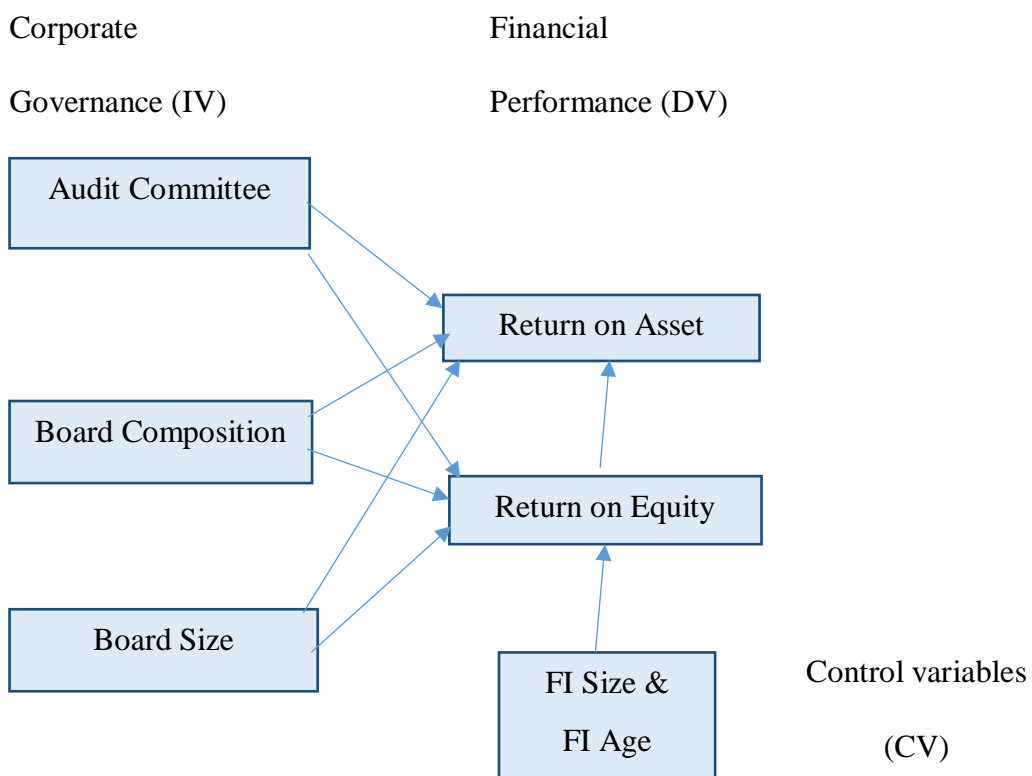 Corporate
Governance (IV)
Financial
Performance (DV)
Audit Committee
Return on Asset
Board Composition
Return on Equity
Board Size
FI Size &
FI Age
Control variables
(CV)